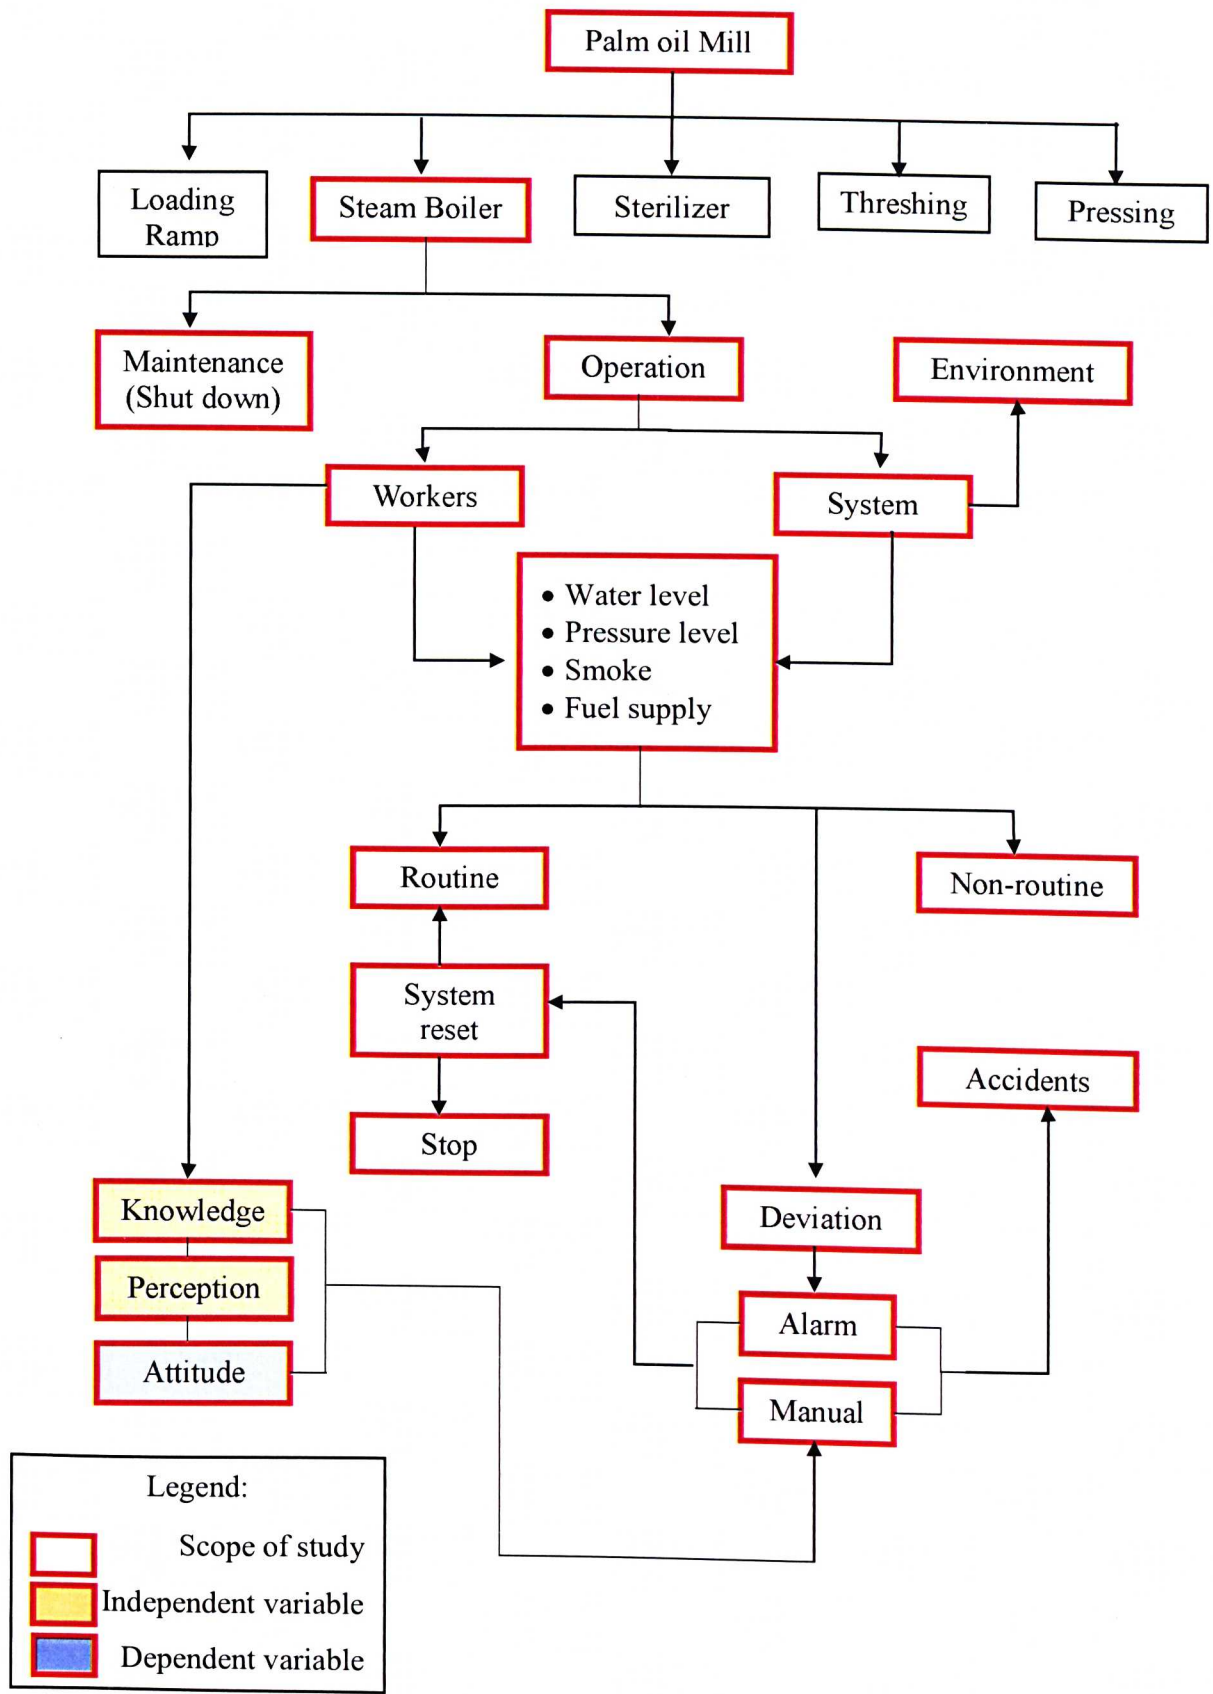 Palm oil Mill
Loading
Ramp
Steam Boiler
Sterilizer
Threshing
Pressing
Maintenance
(Shut down)
Operation
Environment
Workers
System
• Water level
• Pressure level
• Smoke
• Fuel supply
Routine
Non-routine
System
reset
Accidents
Stop
Knowledge
Deviation
Perception
Alarm
Attitude
Manual
Legend:
Scope of study
Independent variable
Dependent variable